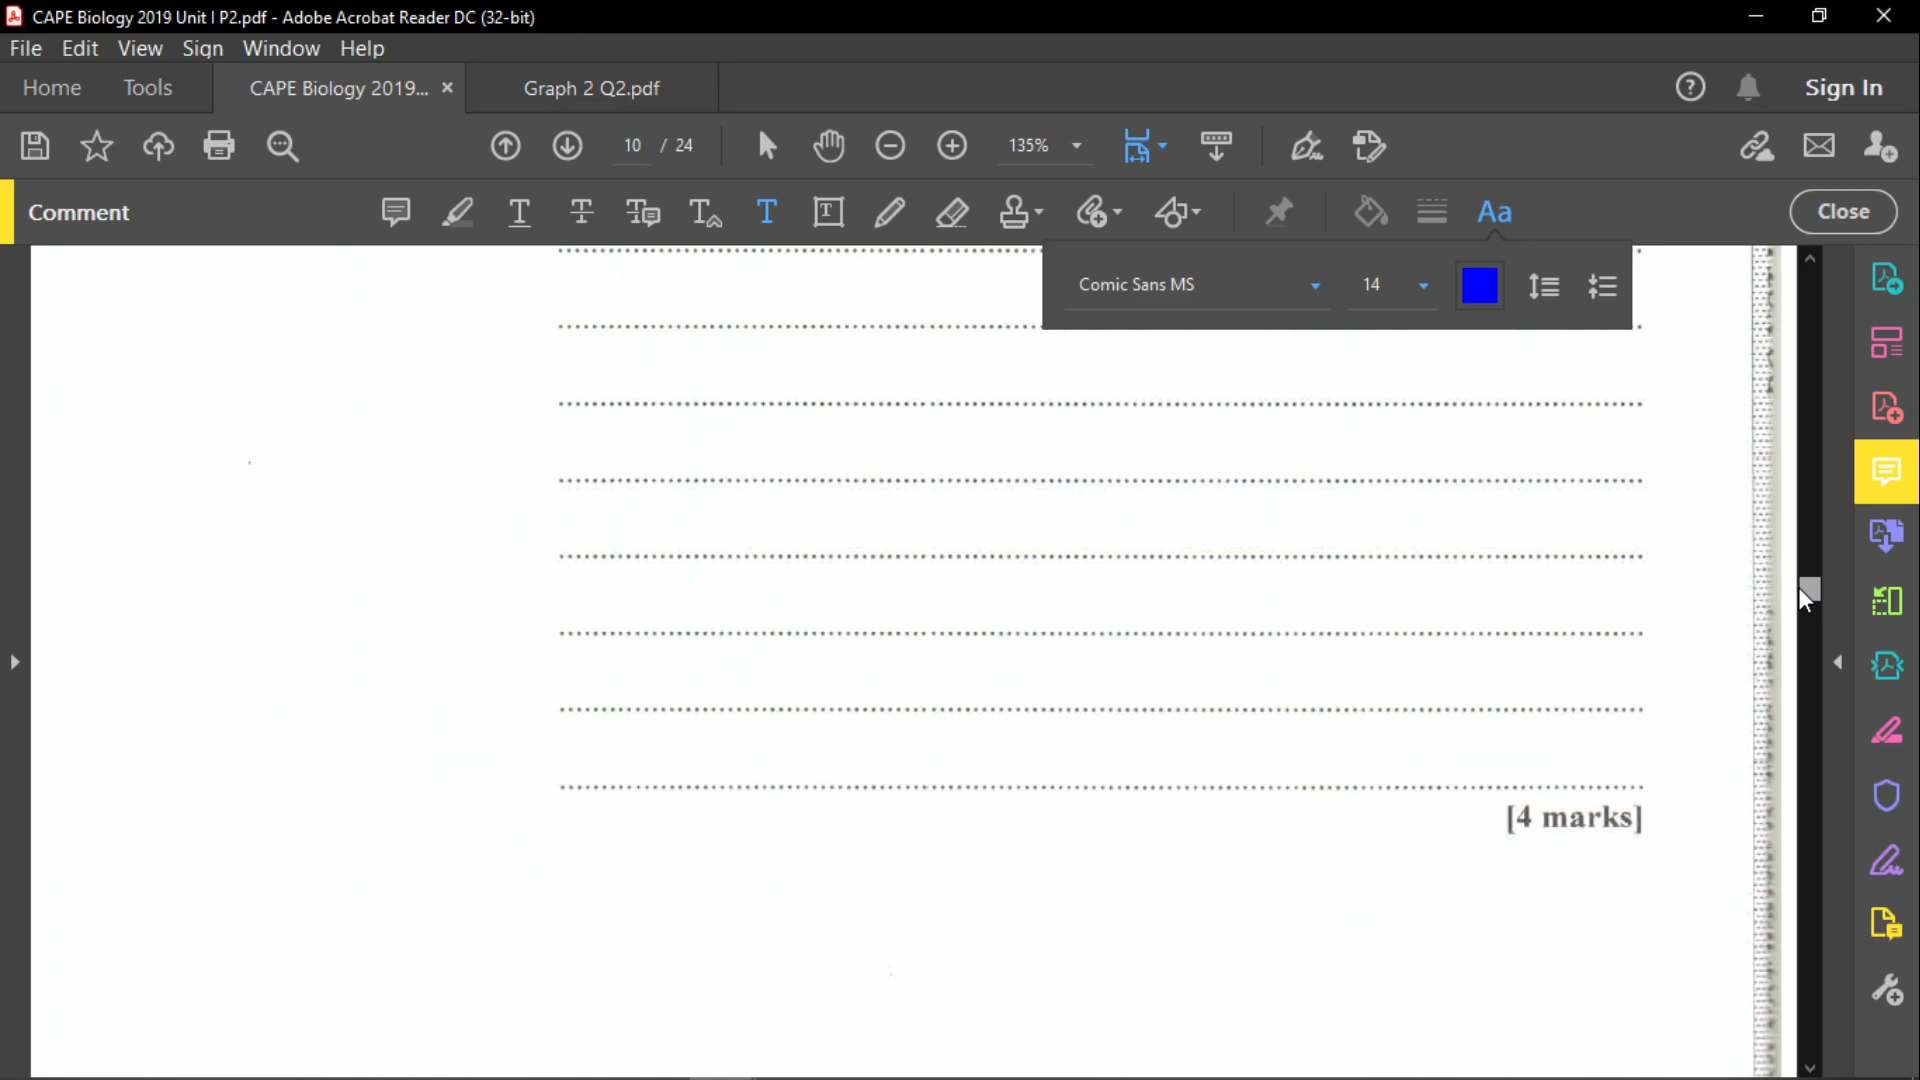 CAPE Biology 2019 Unit I P2.pdf - Adobe Acrobat Reader DC (32-bit)
File Edit View Sign Window Help
Home Tools CAPE Biology 2019... Graph 2 Q2.pdf Sign In
10 / 24 135%
Comment Close
Comic Sans MS 14
[4 marks]